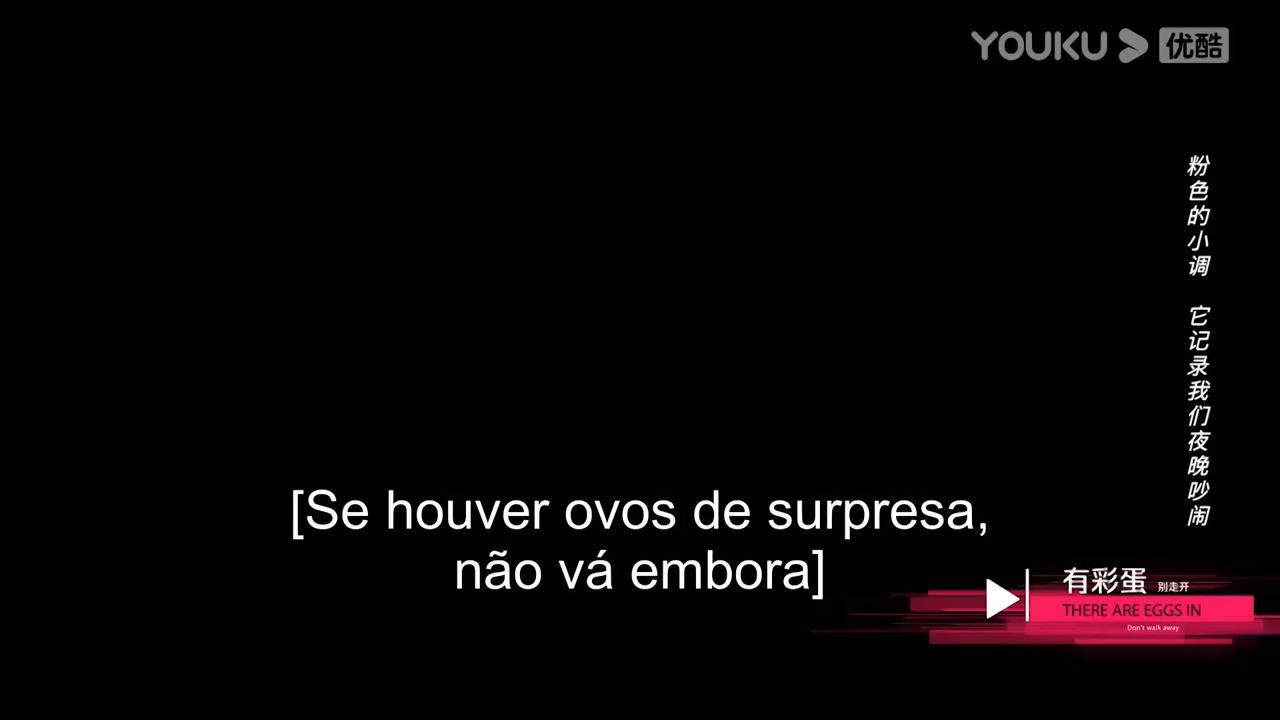 YOUKU 优酷
粉色的小调 它记录我们夜晚吵闹
[Se houver ovos de surpresa,
não vá embora]
有彩蛋 别走开
THERE ARE EGGS IN
Don't walk away